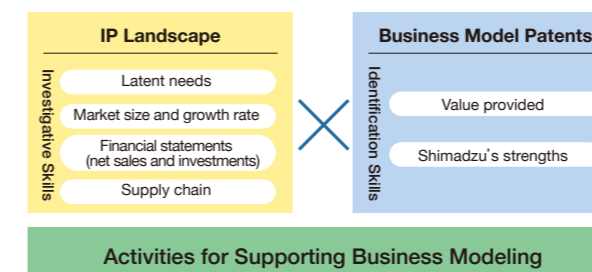 IP Landscape
Investigative Skills
Latent needs
Market size and growth rate
Financial statements
(net sales and investments)
Supply chain
Business Model Patents
Identification Skills
Value provided
Shimadzu's strengths
Activities for Supporting Business Modeling